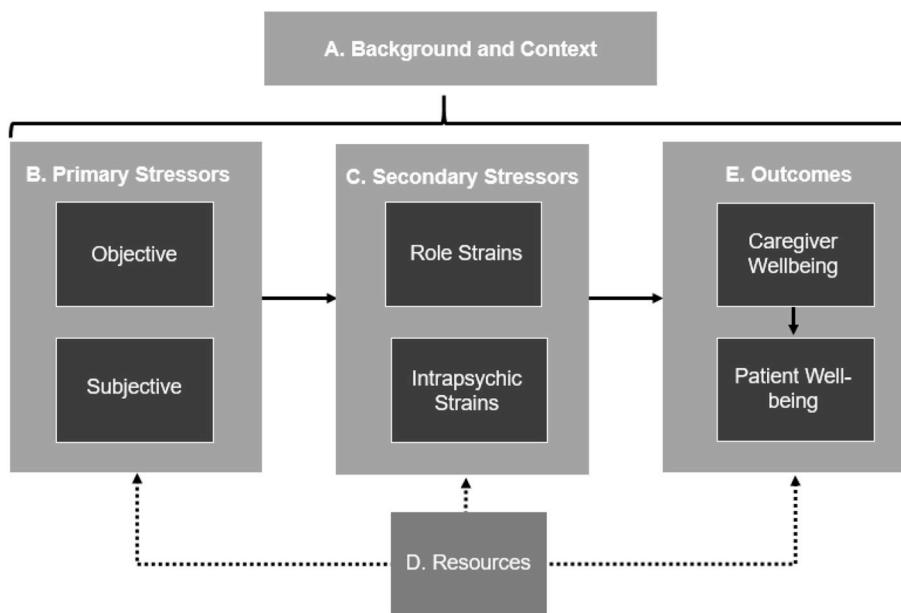 A. Background and Context
B. Primary Stressors
Objective
Subjective
C. Secondary Stressors
Role Strains
Intrapsychic
Strains
E. Outcomes
Caregiver
Wellbeing
Patient Well-
being
D. Resources